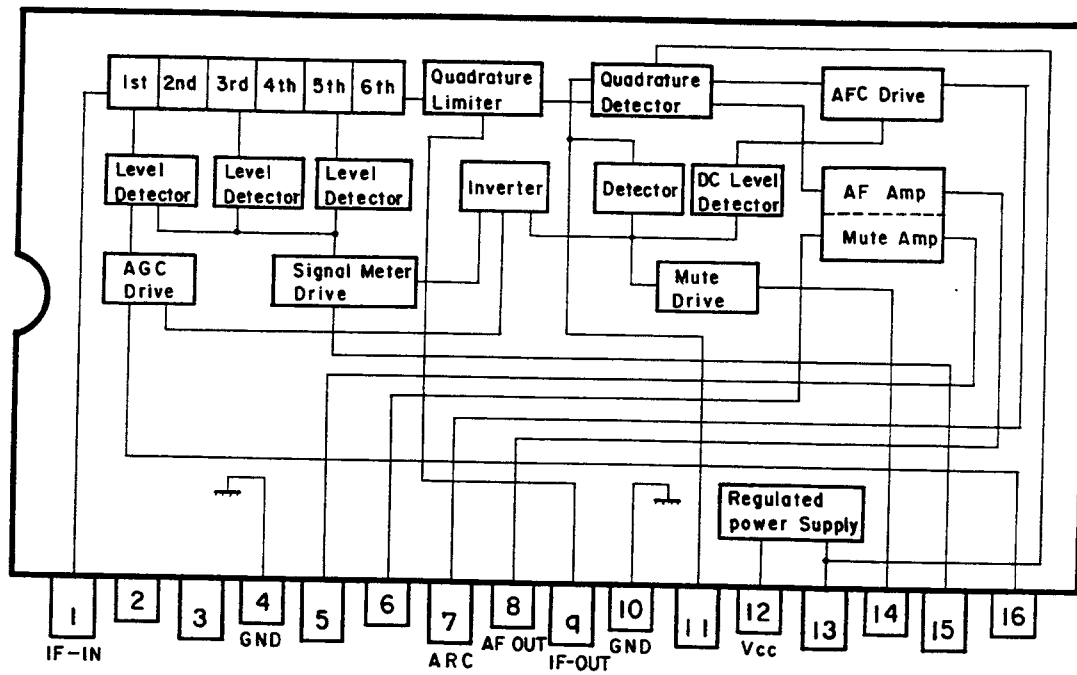 1st 2nd 3rd 4th 5th 6th
Quadrature
Limiter
Quadrature
Detector
AFC Drive
Level
Detector
Level
Detector
Level
Detector
Inverter
Detector
DC Level
Detector
AF Amp
Mute Amp
AGC
Drive
Signal Meter
Drive
Mute
Drive
Regulated
power Supply
1 2 3 4 5 6 7 8 9 10 11 12 13 14 15 16
IF-IN
GND
ARC
AF OUT
IF-OUT
GND
Vcc